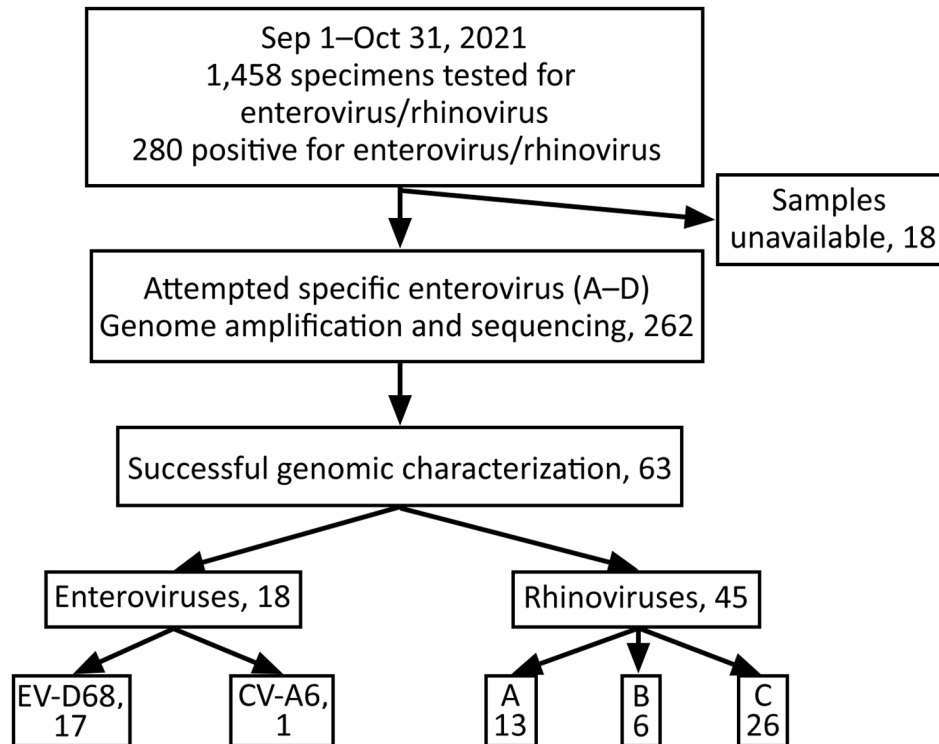 Sep 1–Oct 31, 2021
1,458 specimens tested for
enterovirus/rhinovirus
280 positive for enterovirus/rhinovirus
Samples
unavailable, 18
Attempted specific enterovirus (A–D)
Genome amplification and sequencing, 262
Successful genomic characterization, 63
Enteroviruses, 18
Rhinoviruses, 45
EV-D68,
17
CV-A6,
1
A
13
B
6
C
26